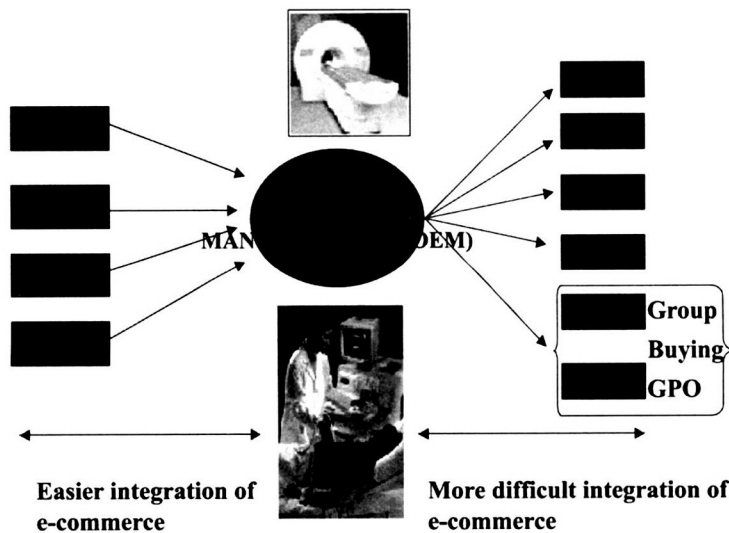 MAN OEM)
Group
Buying
GPO
Easier integration of
e-commerce
More difficult integration of
e-commerce